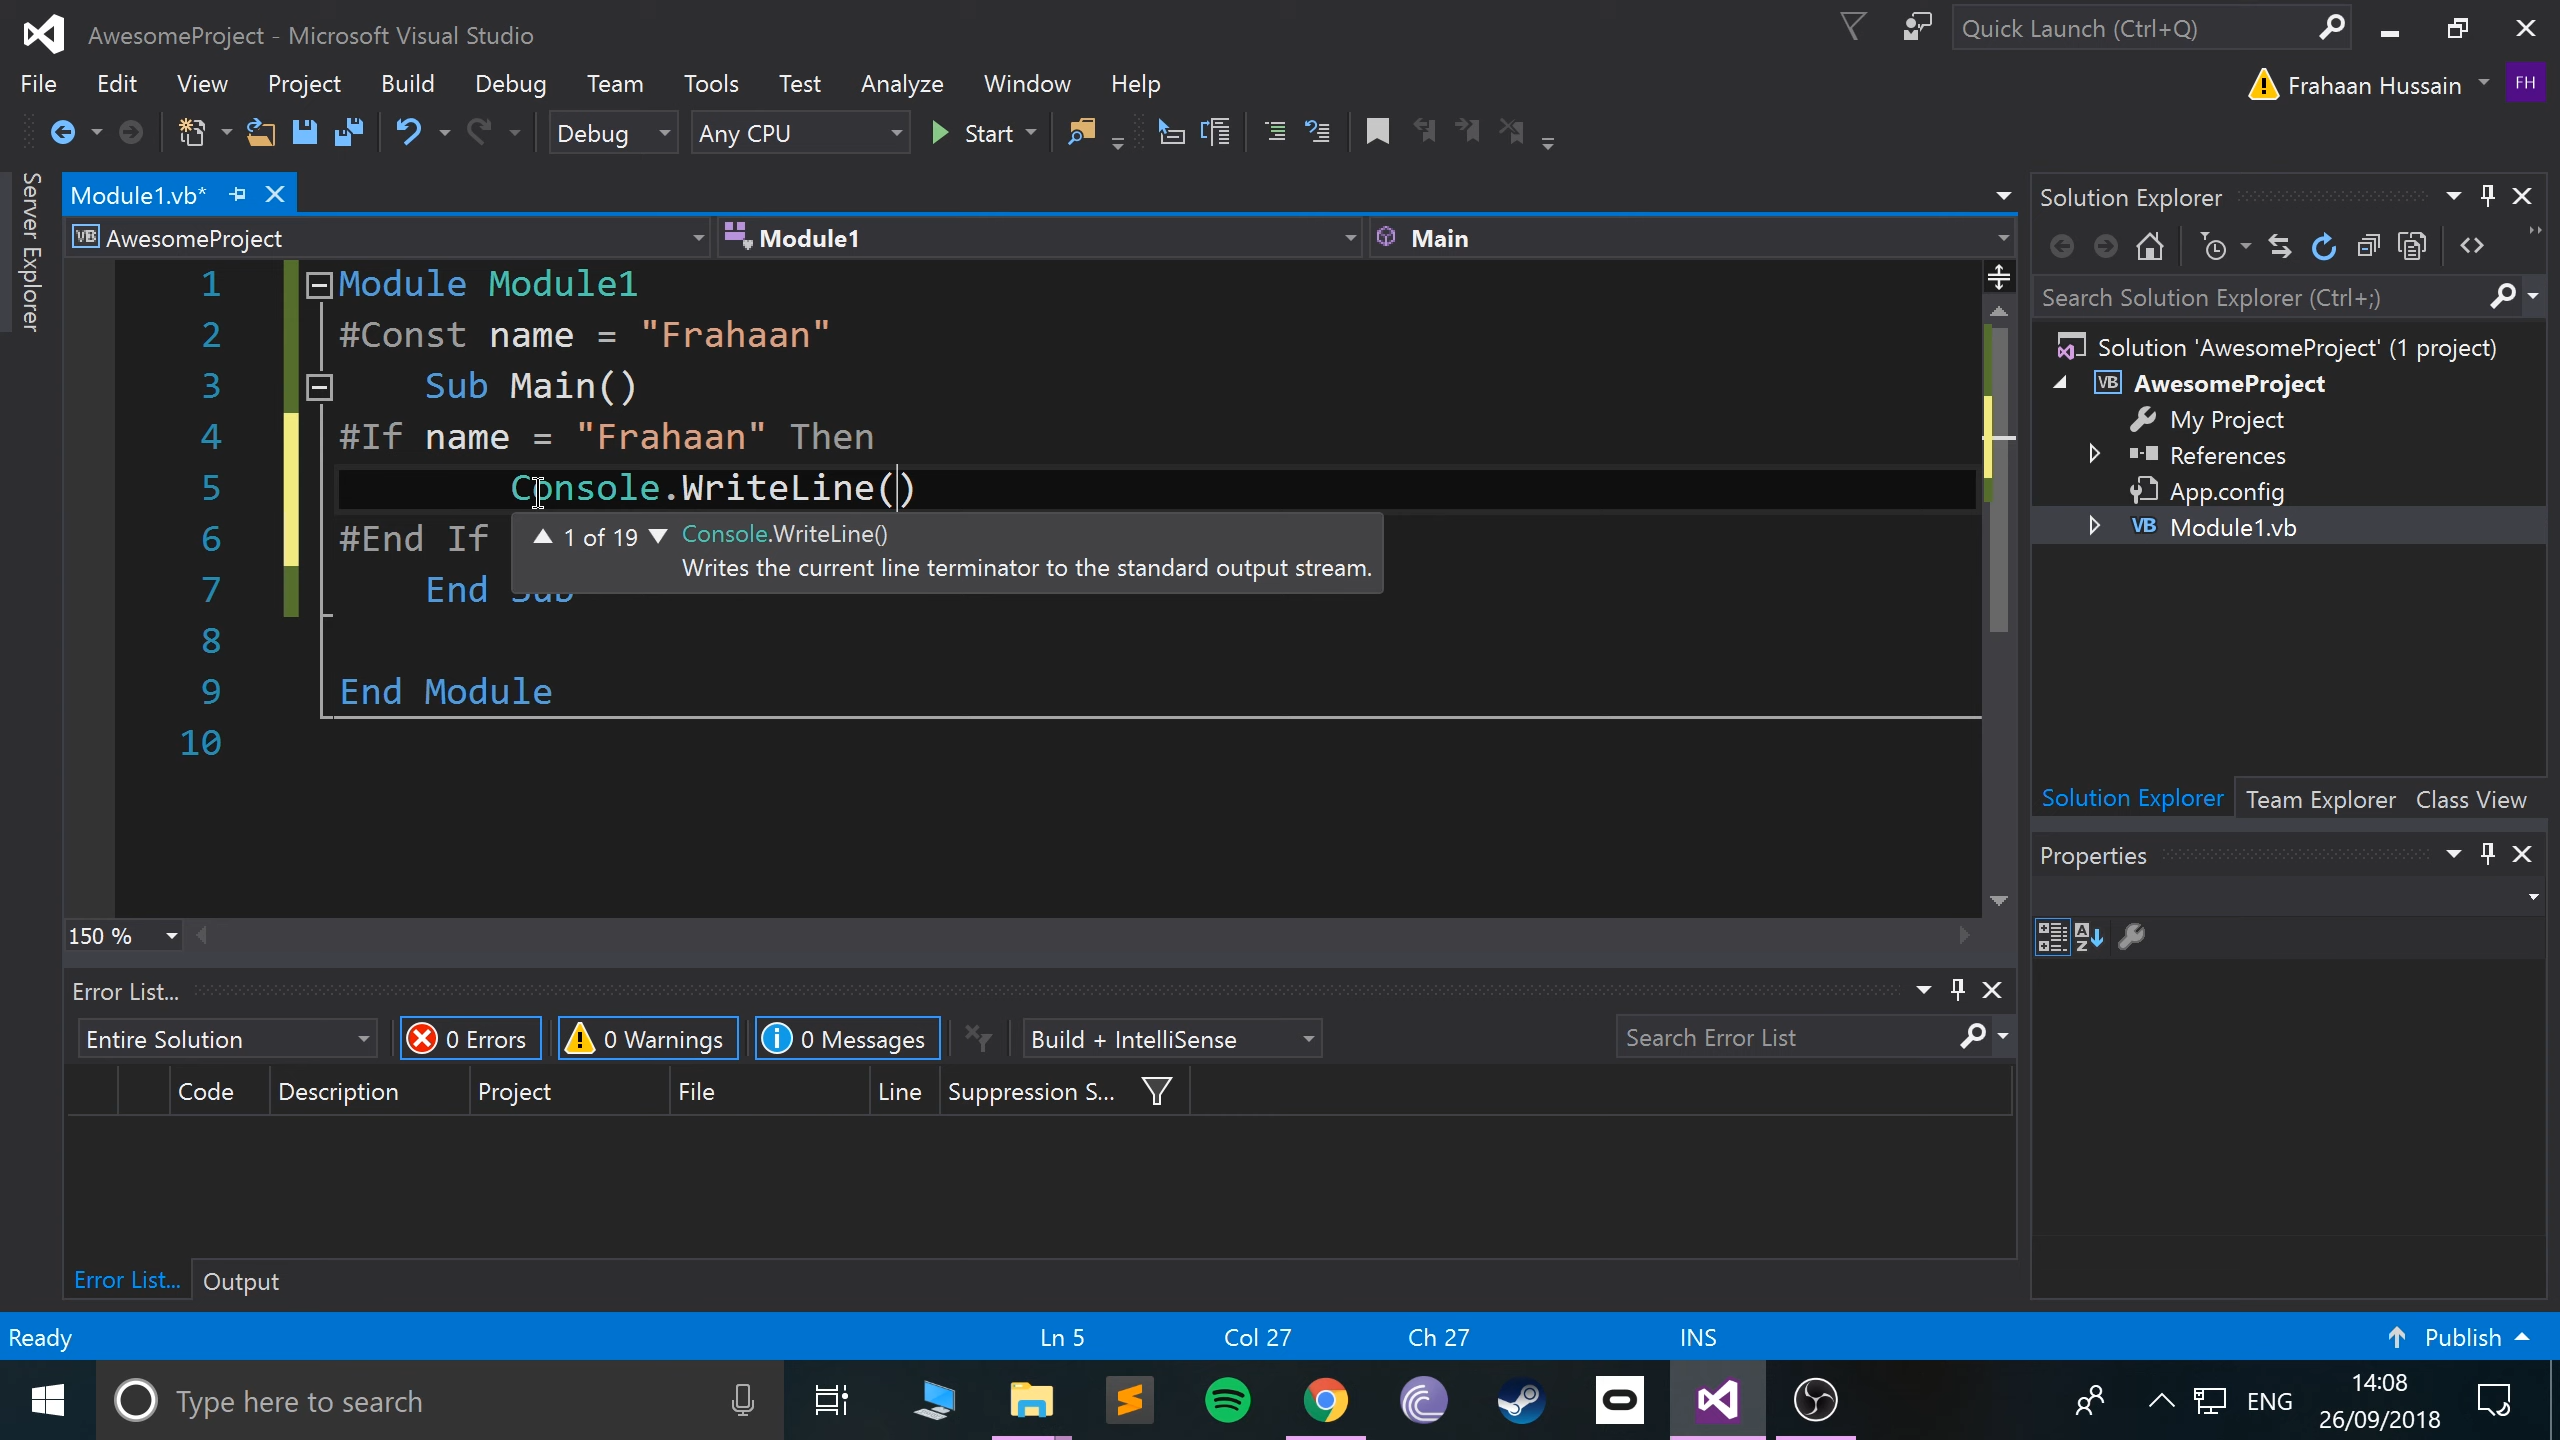 AwesomeProject - Microsoft Visual Studio
Quick Launch (Ctrl+Q)
File Edit View Project Build Debug Team Tools Test Analyze Window Help
Frahaan Hussain FH
Debug Any CPU Start
Server Explorer
Module1.vb*
VB AwesomeProject Module1 Main
1 Module Module1
2 #Const name = "Frahaan"
3 Sub Main()
4 #If name = "Frahaan" Then
5 Console.WriteLine()
6 #End If
1 of 19 Console.WriteLine()
Writes the current line terminator to the standard output stream.
7 End Sub
8
9 End Module
10
150 %
Error List...
Entire Solution 0 Errors 0 Warnings 0 Messages Build + IntelliSense Search Error List
Code Description Project File Line Suppression S...
Error List... Output
Solution Explorer
Search Solution Explorer (Ctrl+;)
Solution 'AwesomeProject' (1 project)
VB AwesomeProject
My Project
References
App.config
VB Module1.vb
Solution Explorer Team Explorer Class View
Properties
Ready Ln 5 Col 27 Ch 27 INS Publish
Type here to search
ENG
14:08
26/09/2018